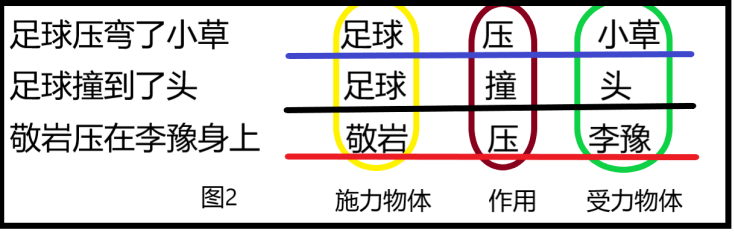 足球压弯了小草 足球 压 小草
足球撞到了头 足球 撞 头
敬岩压在李豫身上 敬岩 压 李豫
图2 施力物体 作用 受力物体